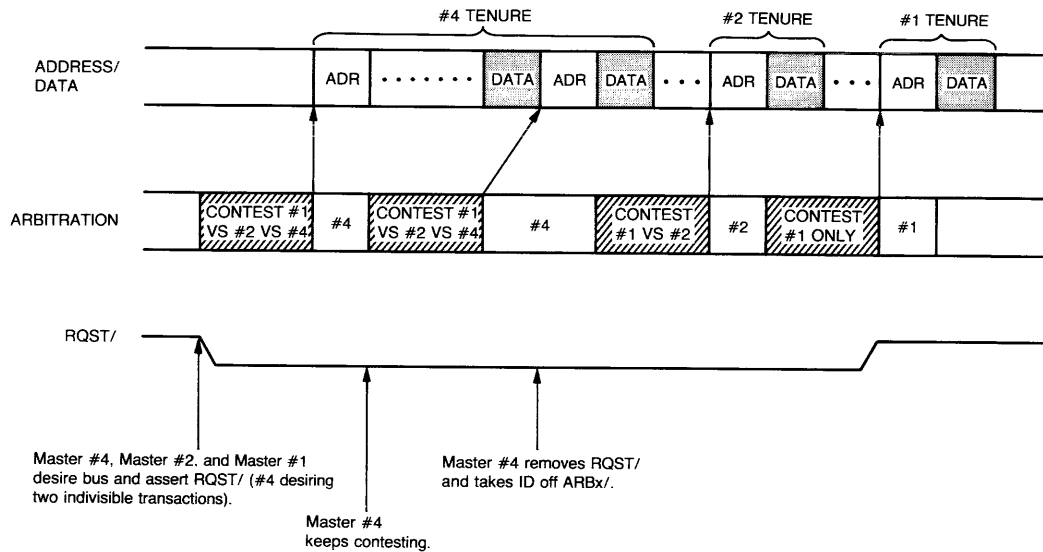 #4 TENURE
#2 TENURE
#1 TENURE
ADDRESS/
DATA
ADR
DATA
ADR
DATA
ADR
DATA
ADR
DATA
ARBITRATION
CONTEST #1
VS #2 VS #4
#4
CONTEST #1
VS #2 VS #4
#4
CONTEST
#1 VS #2
#2
CONTEST
#1 ONLY
#1
RQST/
Master #4, Master #2, and Master #1
desire bus and assert RQST/ (#4 desiring
two indivisible transactions).
Master #4
keeps contesting.
Master #4 removes RQST/
and takes ID off ARBx/.